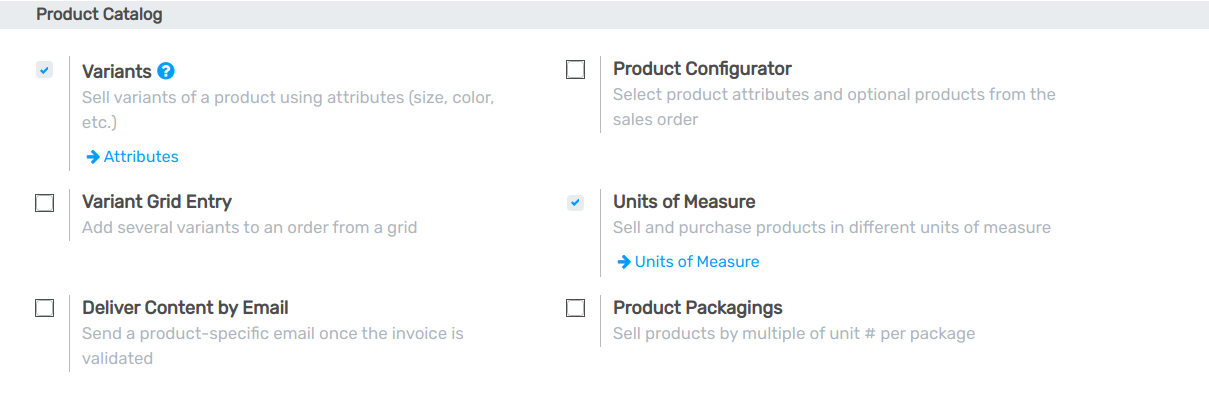 Product Catalog
Variants ?
Sell variants of a product using attributes (size, color,
etc.)
Attributes
Product Configurator
Select product attributes and optional products from the
sales order
Variant Grid Entry
Add several variants to an order from a grid
Units of Measure
Sell and purchase products in different units of measure
Units of Measure
Deliver Content by Email
Send a product-specific email once the invoice is
validated
Product Packagings
Sell products by multiple of unit # per package